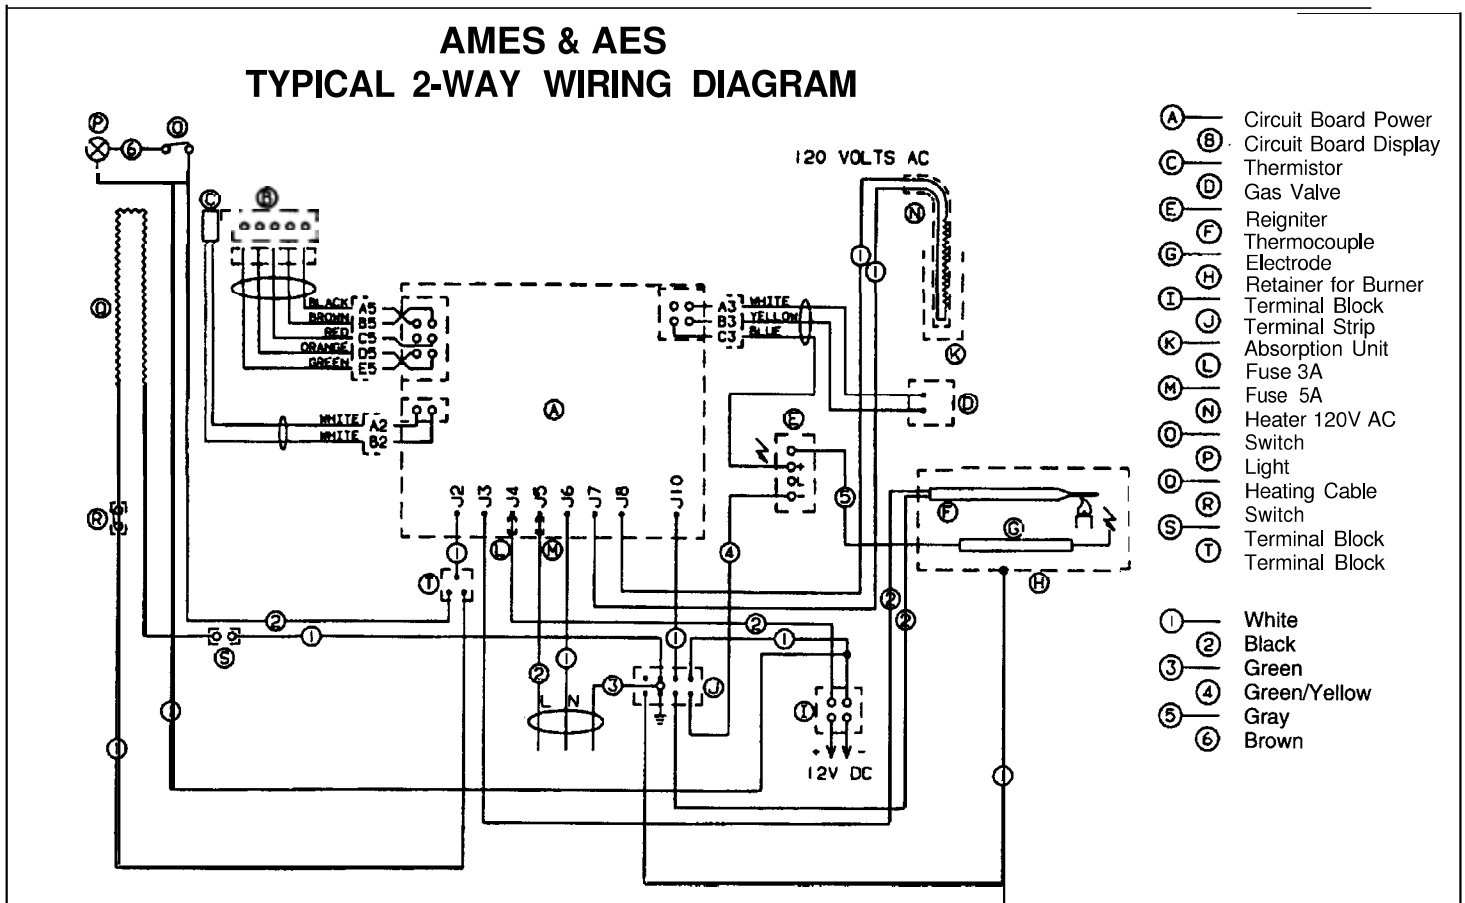 AMES & AES
TYPICAL 2-WAY WIRING DIAGRAM
P
6
O
C
B
120 VOLTS AC
N
1
1
K
Q
BLACK A5
BROWN B5
RED C5
ORANGE D5
GREEN E5
WHITE A2
WHITE B2
A3 WHITE
B3 YELLOW
C3 BLUE
A
D
E
+
L
-
5
F
G
H
R
J2
J3
J4
J5
J6
J7
J8
J10
L
M
4
1
T
2
2
2
2
1
1
1
S
1
2
L N
3
J
I
+ -
12V DC
1
1
1
A Circuit Board Power
B Circuit Board Display
C Thermistor
D Gas Valve
E Reigniter
F Thermocouple
G Electrode
H Retainer for Burner
I Terminal Block
J Terminal Strip
K Absorption Unit
L Fuse 3A
M Fuse 5A
N Heater 120V AC
O Switch
P Light
Q Heating Cable
R Switch
S Terminal Block
T Terminal Block
1 White
2 Black
3 Green
4 Green/Yellow
5 Gray
6 Brown